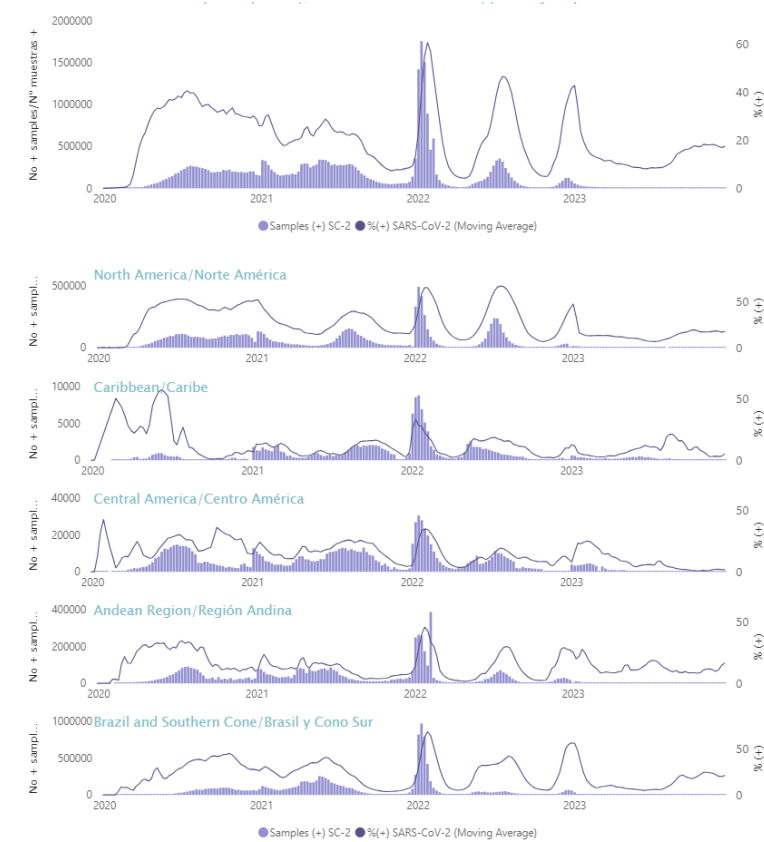 2000000
1500000
1000000
500000
0
No + samples/N° muestras +
60
40
20
0
% (+)
2020 2021 2022 2023
Samples (+) SC-2 %(+) SARS-CoV-2 (Moving Average)
North America/Norte América
500000
0
No + sampl...
50
0
% (+)
2020 2021 2022 2023
Caribbean/Caribe
10000
5000
0
No + sampl...
50
0
% (+)
2020 2021 2022 2023
Central America/Centro América
40000
20000
0
No + sampl...
50
0
% (+)
2020 2021 2022 2023
Andean Region/Región Andina
400000
200000
0
No + sampl...
50
0
% (+)
2020 2021 2022 2023
Brazil and Southern Cone/Brasil y Cono Sur
1000000
500000
0
No + sampl...
50
0
% (+)
2020 2021 2022 2023
Samples (+) SC-2 %(+) SARS-CoV-2 (Moving Average)